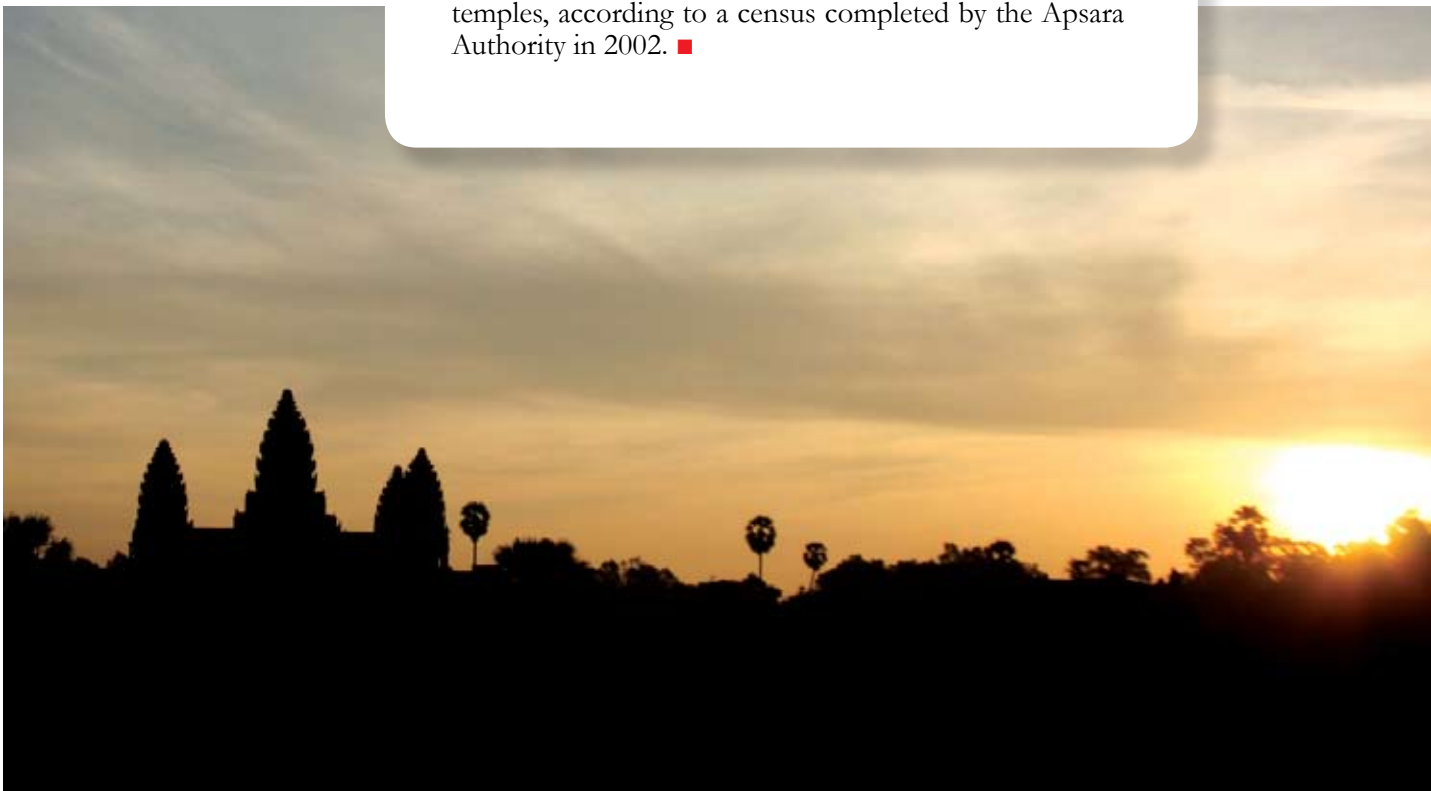 temples, according to a census completed by the Apsara
Authority in 2002. ■